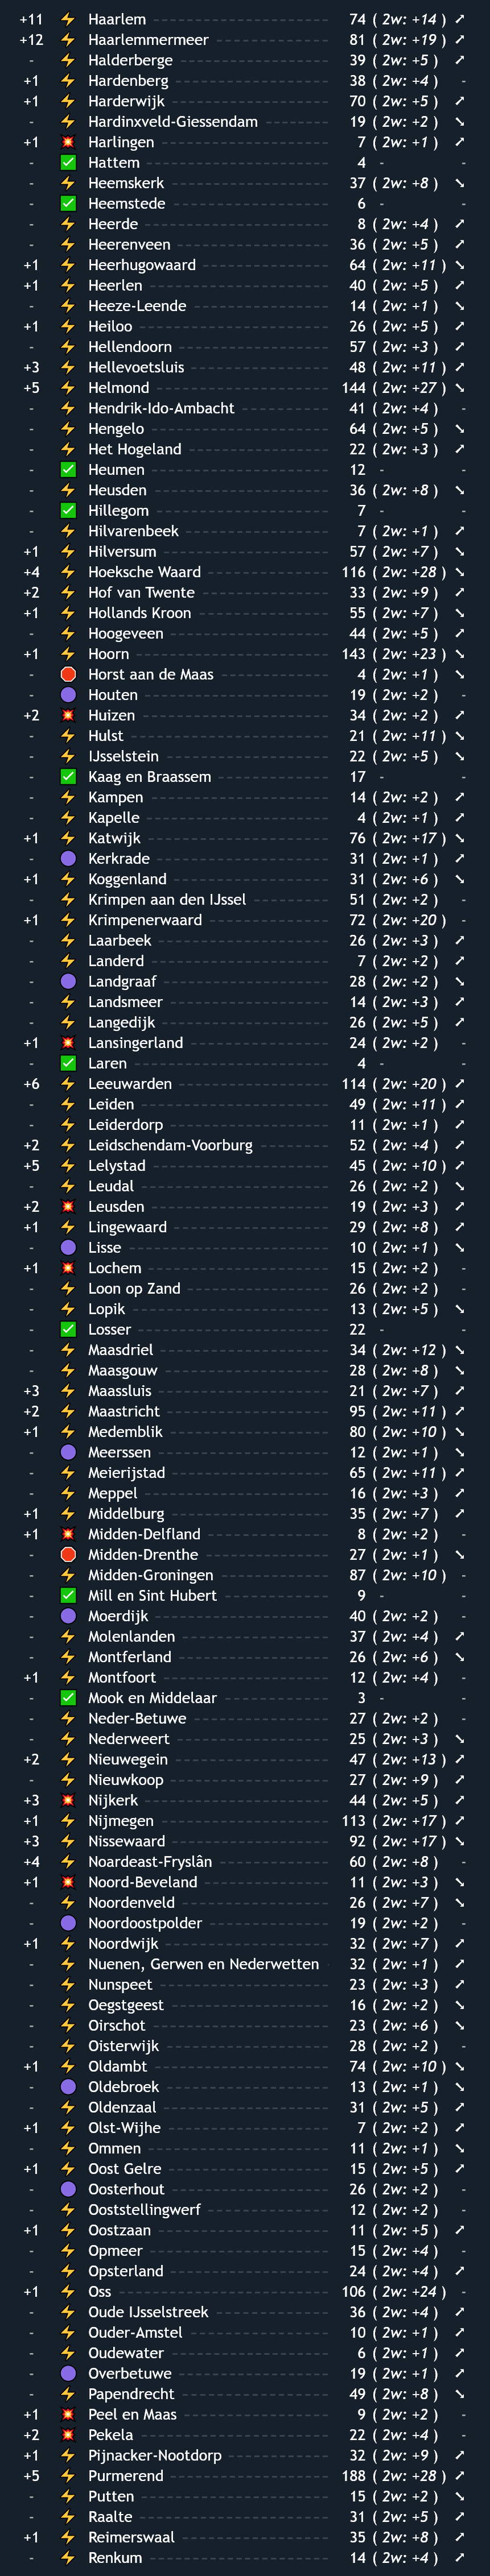 +11 ⚡ Haarlem 74 ( 2w: +14 ) ➚
+12 ⚡ Haarlemmermeer 81 ( 2w: +19 ) ➚
- ⚡ Halderberge 39 ( 2w: +5 ) ➚
+1 ⚡ Hardenberg 38 ( 2w: +4 ) -
+1 ⚡ Harderwijk 70 ( 2w: +5 ) ➚
- ⚡ Hardinxveld-Giessendam 19 ( 2w: +2 ) ➘
+1 💥 Harlingen 7 ( 2w: +1 ) ➚
- ✅ Hattem 4 - -
- ⚡ Heemskerk 37 ( 2w: +8 ) ➘
- ✅ Heemstede 6 - -
- ⚡ Heerde 8 ( 2w: +4 ) ➚
- ⚡ Heerenveen 36 ( 2w: +5 ) ➚
+1 ⚡ Heerhugowaard 64 ( 2w: +11 ) ➘
+1 ⚡ Heerlen 40 ( 2w: +5 ) ➚
- ⚡ Heeze-Leende 14 ( 2w: +1 ) ➘
+1 ⚡ Heiloo 26 ( 2w: +5 ) ➚
- ⚡ Hellendoorn 57 ( 2w: +3 ) ➚
+3 ⚡ Hellevoetsluis 48 ( 2w: +11 ) ➚
+5 ⚡ Helmond 144 ( 2w: +27 ) ➘
- ⚡ Hendrik-Ido-Ambacht 41 ( 2w: +4 ) -
- ⚡ Hengelo 64 ( 2w: +5 ) ➘
- ⚡ Het Hogeland 22 ( 2w: +3 ) ➚
- ✅ Heumen 12 - -
- ⚡ Heusden 36 ( 2w: +8 ) ➘
- ✅ Hillegom 7 - -
- ⚡ Hilvarenbeek 7 ( 2w: +1 ) ➚
+1 ⚡ Hilversum 57 ( 2w: +7 ) ➘
+4 ⚡ Hoeksche Waard 116 ( 2w: +28 ) ➘
+2 ⚡ Hof van Twente 33 ( 2w: +9 ) ➚
+1 ⚡ Hollands Kroon 55 ( 2w: +7 ) ➘
- ⚡ Hoogeveen 44 ( 2w: +5 ) ➚
+1 ⚡ Hoorn 143 ( 2w: +23 ) ➘
- 🛑 Horst aan de Maas 4 ( 2w: +1 ) ➘
- 🟣 Houten 19 ( 2w: +2 ) -
+2 💥 Huizen 34 ( 2w: +2 ) ➚
- ⚡ Hulst 21 ( 2w: +11 ) ➘
- ⚡ IJsselstein 22 ( 2w: +5 ) ➘
- ✅ Kaag en Braassem 17 - -
- ⚡ Kampen 14 ( 2w: +2 ) ➚
- ⚡ Kapelle 4 ( 2w: +1 ) ➚
+1 ⚡ Katwijk 76 ( 2w: +17 ) ➘
- 🟣 Kerkrade 31 ( 2w: +1 ) ➚
+1 ⚡ Koggenland 31 ( 2w: +6 ) ➘
- ⚡ Krimpen aan den IJssel 51 ( 2w: +2 ) -
+1 ⚡ Krimpenerwaard 72 ( 2w: +20 ) -
- ⚡ Laarbeek 26 ( 2w: +3 ) ➚
- ⚡ Landerd 7 ( 2w: +2 ) ➚
- 🟣 Landgraaf 28 ( 2w: +2 ) ➘
- ⚡ Landsmeer 14 ( 2w: +3 ) ➚
- ⚡ Langedijk 26 ( 2w: +5 ) ➚
+1 💥 Lansingerland 24 ( 2w: +2 ) -
- ✅ Laren 4 - -
+6 ⚡ Leeuwarden 114 ( 2w: +20 ) ➚
- ⚡ Leiden 49 ( 2w: +11 ) ➚
- ⚡ Leiderdorp 11 ( 2w: +1 ) ➚
+2 ⚡ Leidschendam-Voorburg 52 ( 2w: +4 ) ➚
+5 ⚡ Lelystad 45 ( 2w: +10 ) ➚
- ⚡ Leudal 26 ( 2w: +2 ) ➘
+2 💥 Leusden 19 ( 2w: +3 ) ➚
+1 ⚡ Lingewaard 29 ( 2w: +8 ) ➚
- 🟣 Lisse 10 ( 2w: +1 ) ➘
+1 💥 Lochem 15 ( 2w: +2 ) -
- ⚡ Loon op Zand 26 ( 2w: +2 ) -
- ⚡ Lopik 13 ( 2w: +5 ) ➘
- ✅ Losser 22 - -
- ⚡ Maasdriel 34 ( 2w: +12 ) ➘
- ⚡ Maasgouw 28 ( 2w: +8 ) ➘
+3 ⚡ Maassluis 21 ( 2w: +7 ) ➚
+2 ⚡ Maastricht 95 ( 2w: +11 ) ➚
+1 ⚡ Medemblik 80 ( 2w: +10 ) ➘
- 🟣 Meerssen 12 ( 2w: +1 ) ➘
- ⚡ Meierijstad 65 ( 2w: +11 ) ➚
- ⚡ Meppel 16 ( 2w: +3 ) ➚
+1 ⚡ Middelburg 35 ( 2w: +7 ) ➚
+1 💥 Midden-Delfland 8 ( 2w: +2 ) -
- 🛑 Midden-Drenthe 27 ( 2w: +1 ) ➘
- ⚡ Midden-Groningen 87 ( 2w: +10 ) -
- ✅ Mill en Sint Hubert 9 - -
- 🟣 Moerdijk 40 ( 2w: +2 ) -
- ⚡ Molenlanden 37 ( 2w: +4 ) ➚
- ⚡ Montferland 26 ( 2w: +6 ) ➘
+1 ⚡ Montfoort 12 ( 2w: +4 ) -
- ✅ Mook en Middelaar 3 - -
- ⚡ Neder-Betuwe 27 ( 2w: +2 ) -
- ⚡ Nederweert 25 ( 2w: +3 ) ➘
+2 ⚡ Nieuwegein 47 ( 2w: +13 ) ➚
- ⚡ Nieuwkoop 27 ( 2w: +9 ) ➚
+3 💥 Nijkerk 44 ( 2w: +5 ) ➚
+1 ⚡ Nijmegen 113 ( 2w: +17 ) ➚
+3 ⚡ Nissewaard 92 ( 2w: +17 ) ➘
+4 ⚡ Noardeast-Fryslân 60 ( 2w: +8 ) -
+1 💥 Noord-Beveland 11 ( 2w: +3 ) ➘
- ⚡ Noordenveld 26 ( 2w: +7 ) ➘
- 🟣 Noordoostpolder 19 ( 2w: +2 ) -
+1 ⚡ Noordwijk 32 ( 2w: +7 ) ➚
- ⚡ Nuenen, Gerwen en Nederwetten 32 ( 2w: +1 ) ➚
- ⚡ Nunspeet 23 ( 2w: +3 ) ➚
- ⚡ Oegstgeest 16 ( 2w: +2 ) ➘
- ⚡ Oirschot 23 ( 2w: +6 ) ➘
- ⚡ Oisterwijk 28 ( 2w: +2 ) -
+1 ⚡ Oldambt 74 ( 2w: +10 ) ➘
- 🟣 Oldebroek 13 ( 2w: +1 ) ➘
- ⚡ Oldenzaal 31 ( 2w: +5 ) ➚
+1 ⚡ Olst-Wijhe 7 ( 2w: +2 ) ➚
- ⚡ Ommen 11 ( 2w: +1 ) ➘
+1 ⚡ Oost Gelre 15 ( 2w: +5 ) ➚
- 🟣 Oosterhout 26 ( 2w: +2 ) -
- ⚡ Ooststellingwerf 12 ( 2w: +2 ) -
+1 ⚡ Oostzaan 11 ( 2w: +5 ) ➚
- ⚡ Opmeer 15 ( 2w: +4 ) -
- ⚡ Opsterland 24 ( 2w: +4 ) ➚
+1 ⚡ Oss 106 ( 2w: +24 ) -
- ⚡ Oude IJsselstreek 36 ( 2w: +4 ) ➚
- ⚡ Ouder-Amstel 10 ( 2w: +1 ) ➚
- ⚡ Oudewater 6 ( 2w: +1 ) ➚
- 🟣 Overbetuwe 19 ( 2w: +1 ) ➚
- ⚡ Papendrecht 49 ( 2w: +8 ) ➘
+1 💥 Peel en Maas 9 ( 2w: +2 ) -
+2 💥 Pekela 22 ( 2w: +4 ) -
+1 ⚡ Pijnacker-Nootdorp 32 ( 2w: +9 ) ➚
+5 ⚡ Purmerend 188 ( 2w: +28 ) ➚
- ⚡ Putten 15 ( 2w: +2 ) ➘
- ⚡ Raalte 31 ( 2w: +5 ) ➚
+1 ⚡ Reimerswaal 35 ( 2w: +8 ) ➚
- ⚡ Renkum 14 ( 2w: +4 ) ➚